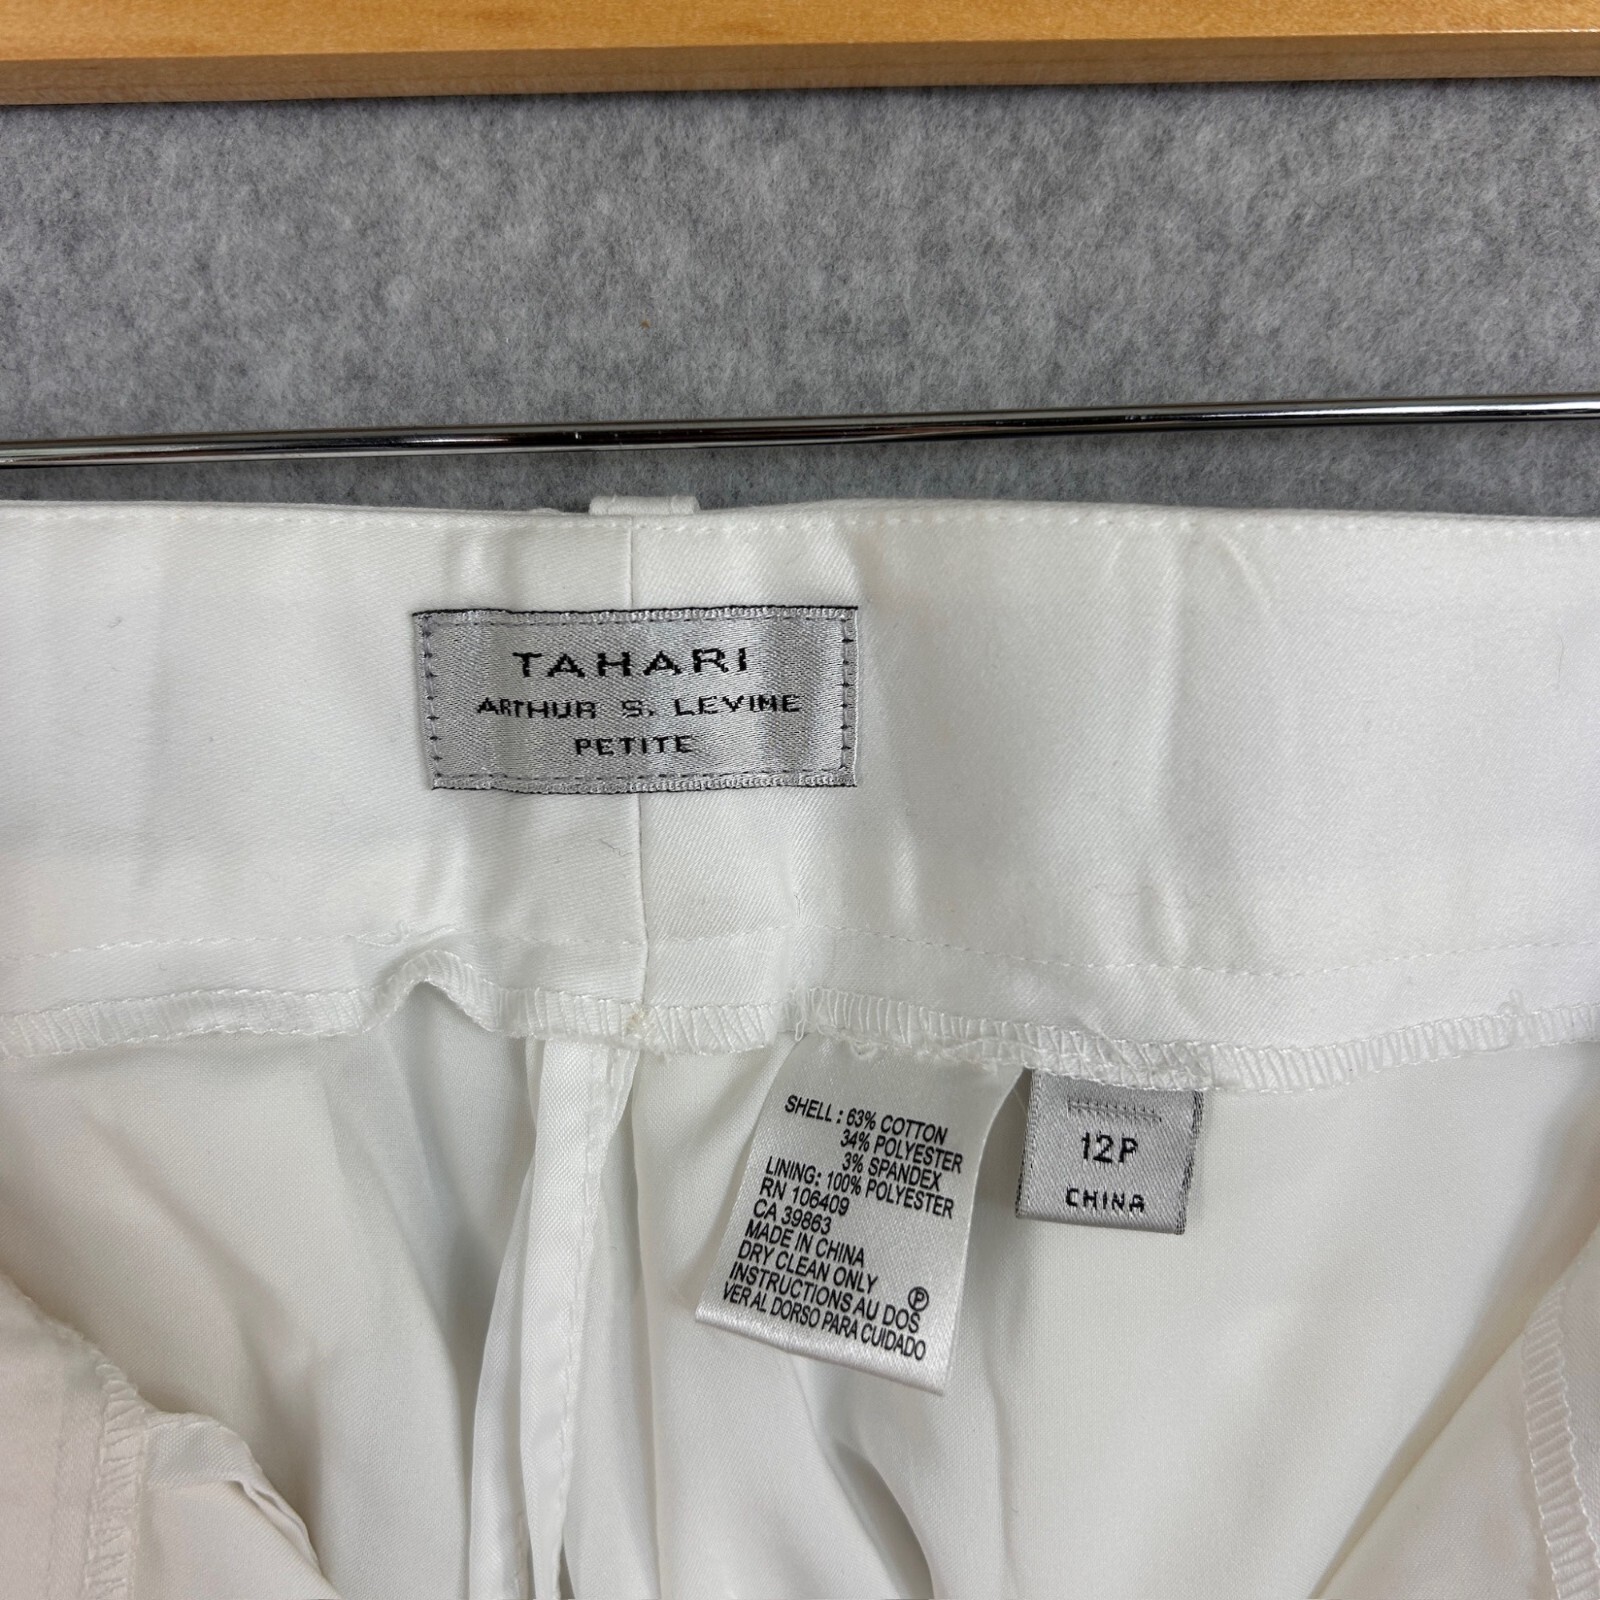 TAHARI
ARTHUR S. LEVINE
PETITE
SHELL : 63% COTTON
34% POLYESTER
3% SPANDEX
LINING: 100% POLYESTER
RN 106409
CA 39863
MADE IN CHINA
DRY CLEAN ONLY
INSTRUCTIONS AU DOS Ⓟ
VER AL DORSO PARA CUIDADO
12P
CHINA